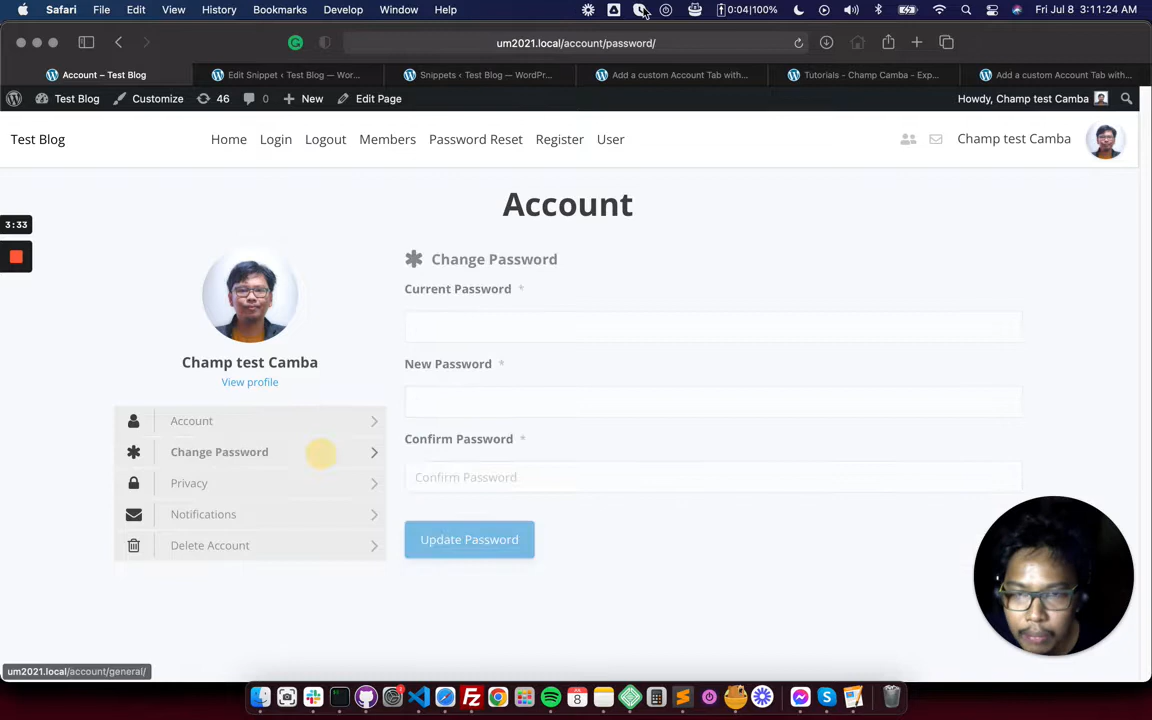 Safari File Edit View History Bookmarks Develop Window Help 0:04|100% Fri Jul 8 3:11:24 AM
um2021.local/account/password/
Account – Test Blog Edit Snippet ‹ Test Blog — Wor... Snippets ‹ Test Blog — WordPr... Add a custom Account Tab with... Tutorials - Champ Camba - Exp... Add a custom Account Tab with...
Test Blog Customize 46 0 New Edit Page Howdy, Champ test Camba
Test Blog Home Login Logout Members Password Reset Register User Champ test Camba
3:33
Account
Change Password
Current Password *
Champ test Camba
View profile
New Password *
Account
Change Password
Privacy
Notifications
Delete Account
Confirm Password *
Confirm Password
Update Password
um2021.local/account/general/
8